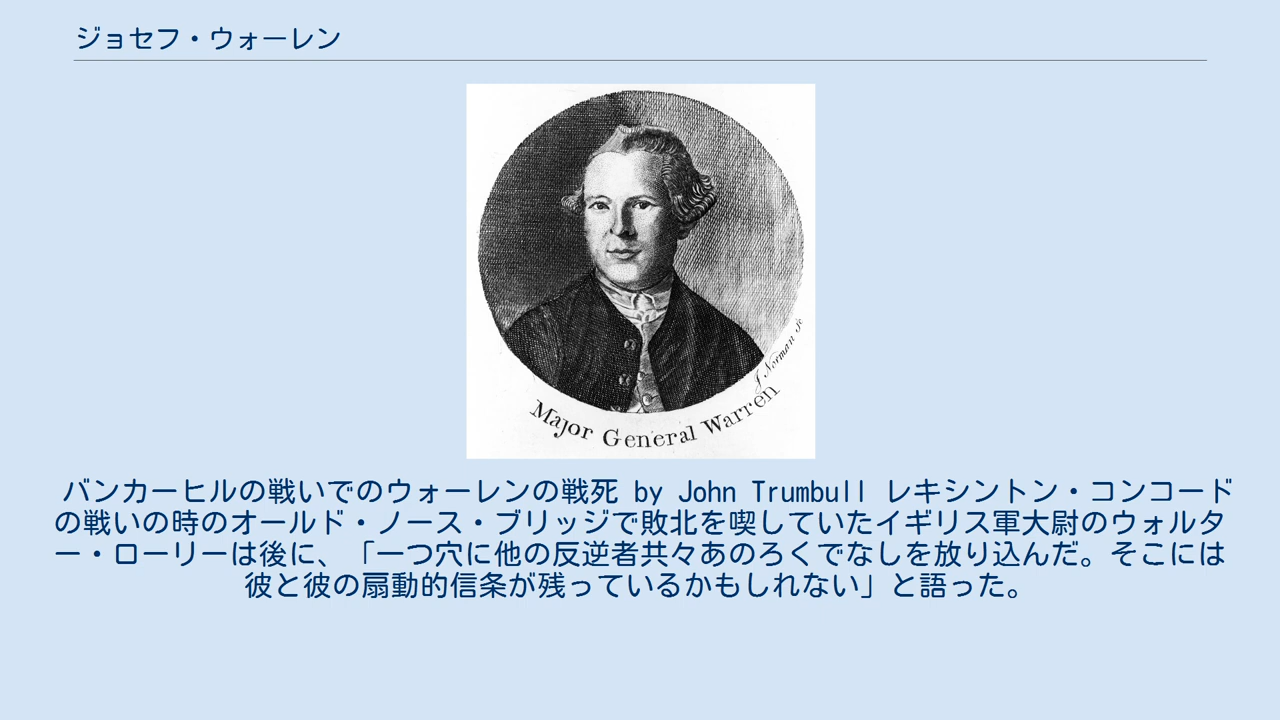 ジョセフ・ウォーレン
J. Norman Sc
Major General Warren
バンカーヒルの戦いでのウォーレンの戦死 by John Trumbull レキシントン・コンコード
の戦いの時のオールド・ノース・ブリッジで敗北を喫していたイギリス軍大尉のウォルタ
ー・ローリーは後に、「一つ穴に他の反逆者共々あのろくでなしを放り込んだ。そこには
彼と彼の扇動的信条が残っているかもしれない」と語った。